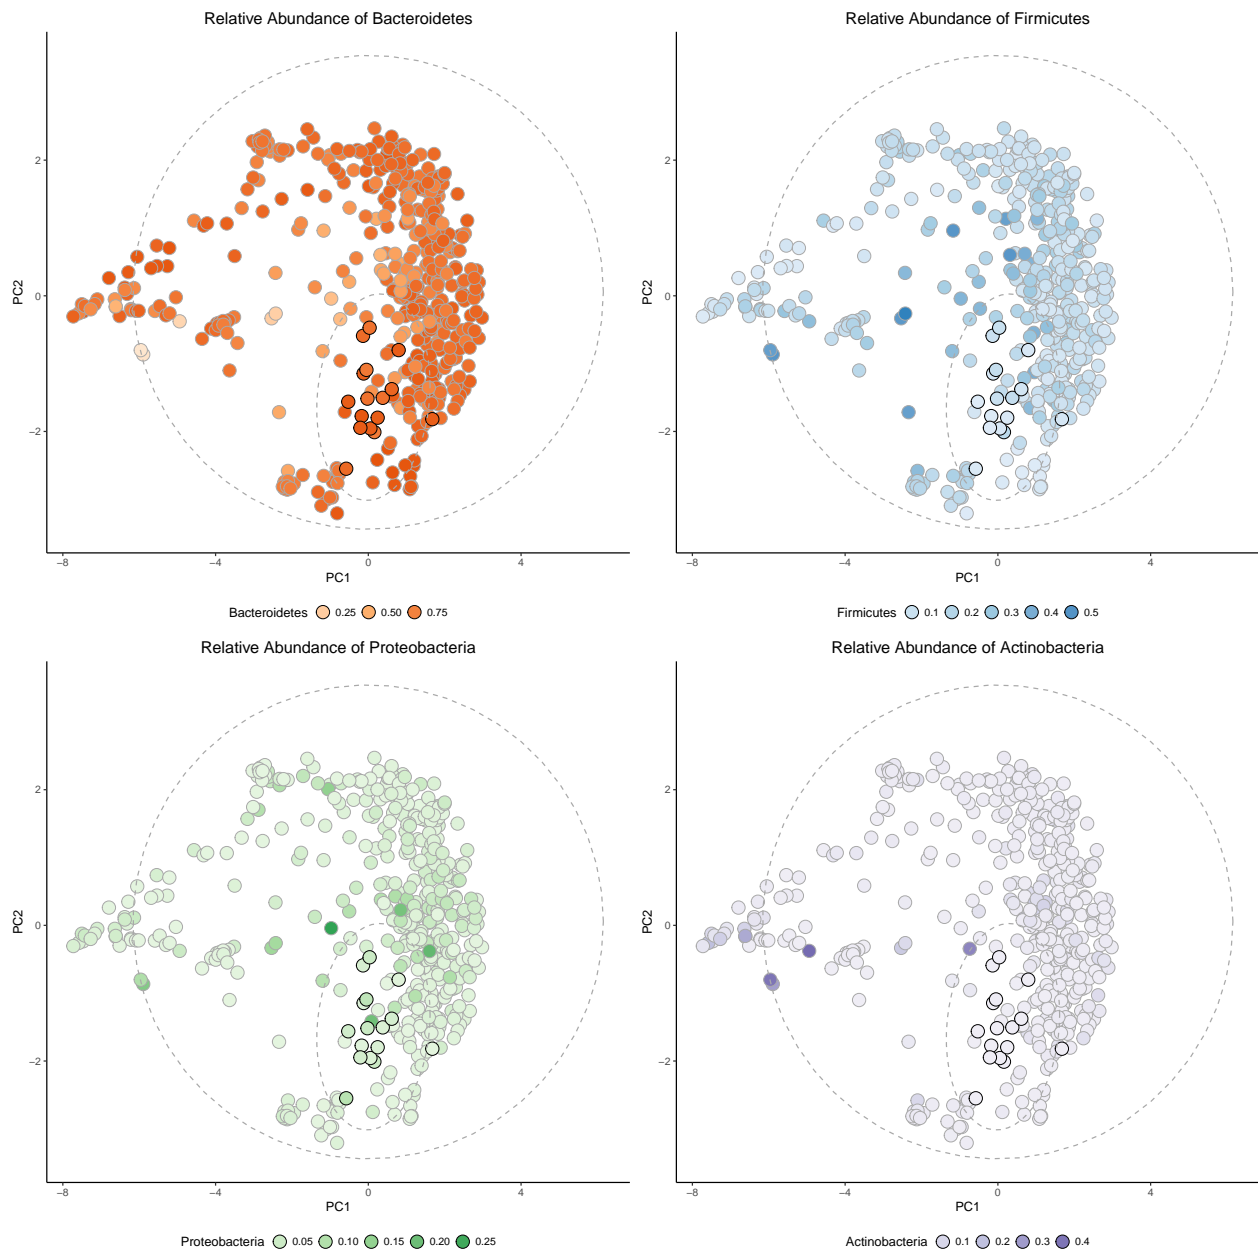 Relative Abundance of Bacteroidetes
PC2
2
0
−2
−8 −4 0 4
PC1
Bacteroidetes 0.25 0.50 0.75
Relative Abundance of Firmicutes
PC2
2
0
−2
−8 −4 0 4
PC1
Firmicutes 0.1 0.2 0.3 0.4 0.5
Relative Abundance of Proteobacteria
PC2
2
0
−2
−8 −4 0 4
PC1
Proteobacteria 0.05 0.10 0.15 0.20 0.25
Relative Abundance of Actinobacteria
PC2
2
0
−2
−8 −4 0 4
PC1
Actinobacteria 0.1 0.2 0.3 0.4